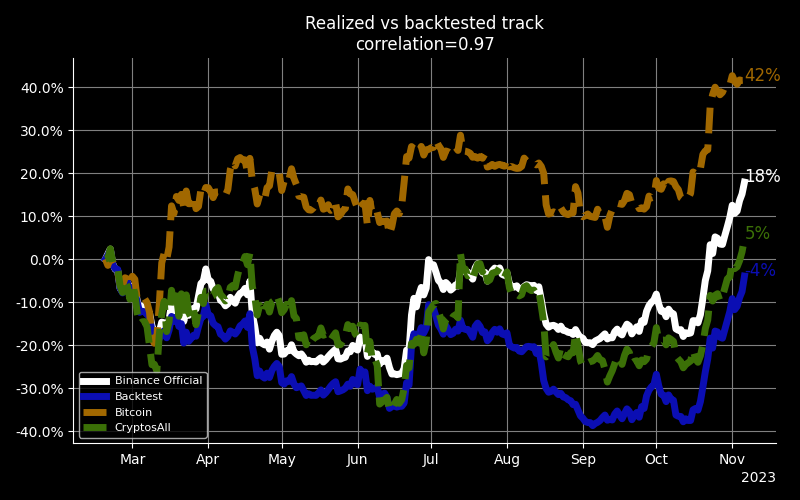 Realized vs backtested track
correlation=0.97
40.0%
30.0%
20.0%
10.0%
0.0%
-10.0%
-20.0%
-30.0%
-40.0%
42%
18%
5%
-4%
Binance Official
Backtest
Bitcoin
CryptosAll
Mar Apr May Jun Jul Aug Sep Oct Nov
2023